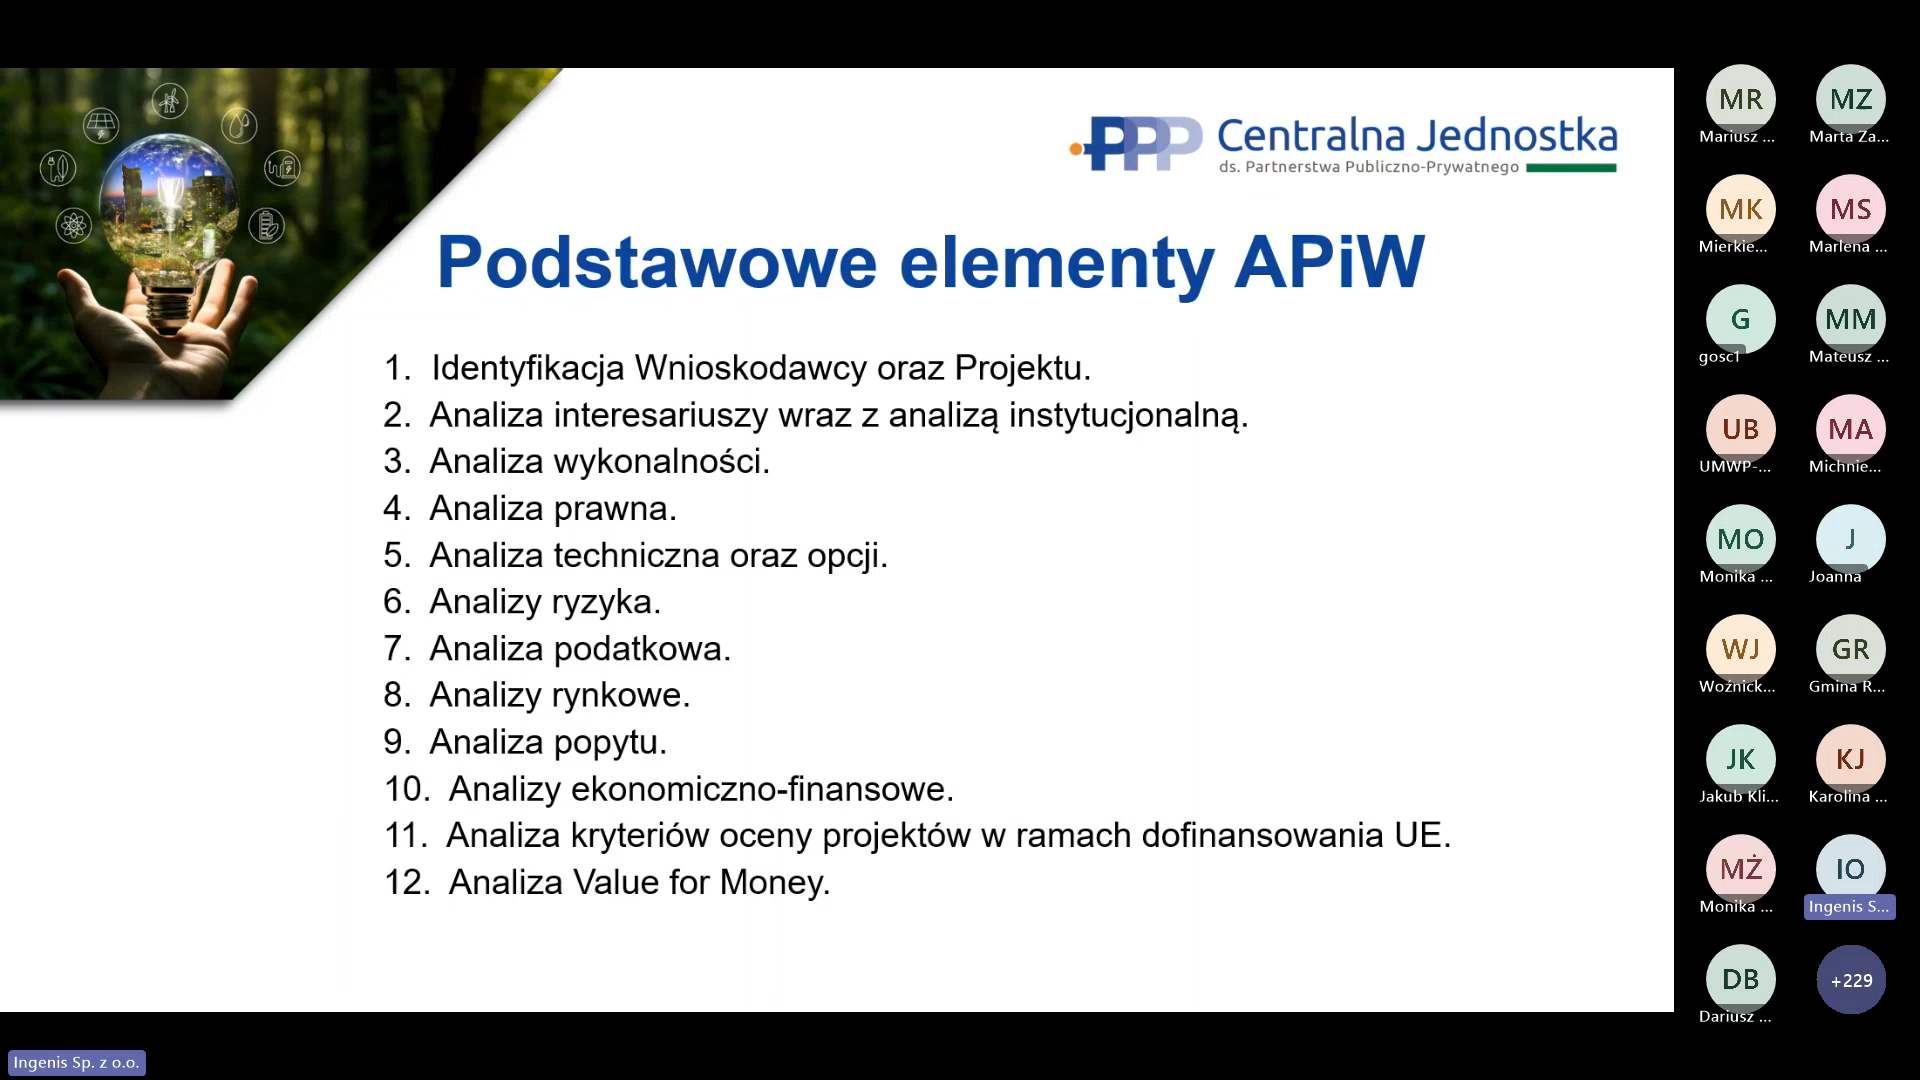 PPP Centralna Jednostka
ds. Partnerstwa Publiczno-Prywatnego
Podstawowe elementy APiW
1. Identyfikacja Wnioskodawcy oraz Projektu.
2. Analiza interesariuszy wraz z analizą instytucjonalną.
3. Analiza wykonalności.
4. Analiza prawna.
5. Analiza techniczna oraz opcji.
6. Analizy ryzyka.
7. Analiza podatkowa.
8. Analizy rynkowe.
9. Analiza popytu.
10. Analizy ekonomiczno-finansowe.
11. Analiza kryteriów oceny projektów w ramach dofinansowania UE.
12. Analiza Value for Money.
MR MZ
Mariusz ... Marta Za...
MK MS
Mierkie... Marlena ...
G MM
gosc1 Mateusz ...
UB MA
UMWP-... Michnie...
MO J
Monika ... Joanna
WJ GR
Woźnick... Gmina R...
JK KJ
Jakub Kli... Karolina ...
MŻ IO
Monika ... Ingenis S...
DB +229
Dariusz ...
Ingenis Sp. z o.o.